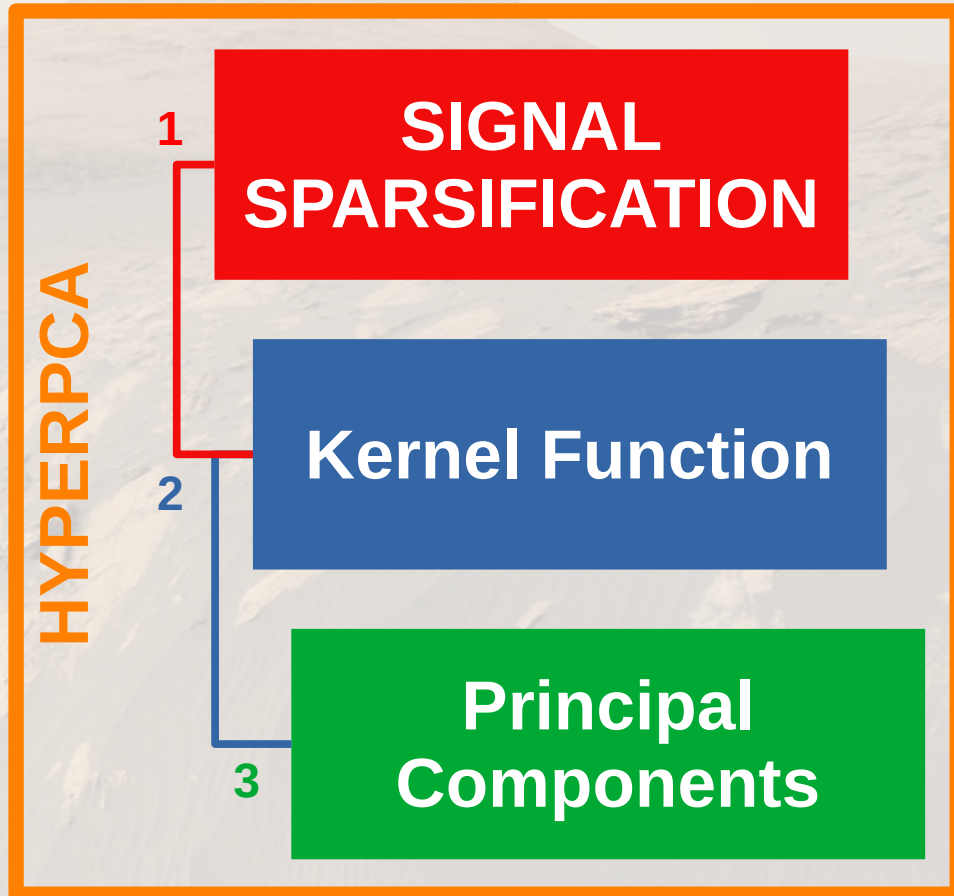 HYPERPCA
1
SIGNAL
SPARSIFICATION
2
Kernel Function
3
Principal
Components